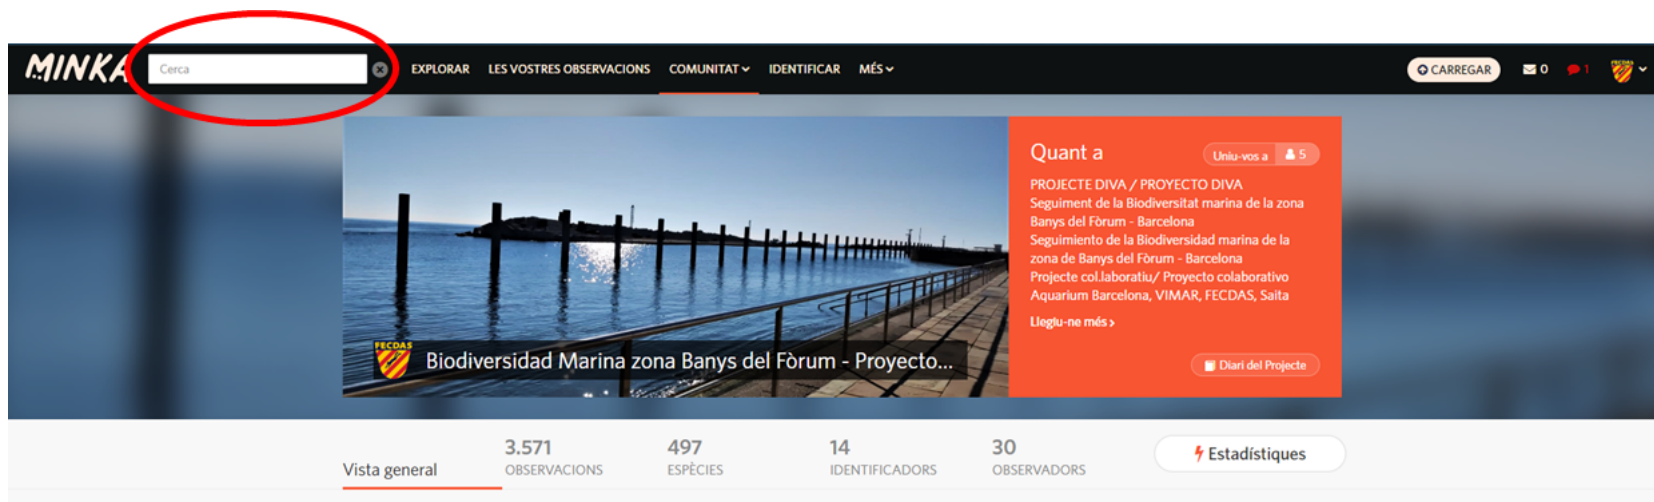 MINKA
Cerca
EXPLORAR
LES VOSTRES OBSERVACIONS
COMUNITAT
IDENTIFICAR
MÉS
CARREGAR
0
1
FECDAS
Quant a
Uniu-vos a
5
PROJECTE DIVA / PROYECTO DIVA
Seguiment de la Biodiversitat marina de la zona
Banys del Fòrum - Barcelona
Seguimiento de la Biodiversidad marina de la
zona de Banys del Fòrum - Barcelona
Projecte col.laboratiu/ Proyecto colaborativo
Aquarium Barcelona, VIMAR, FECDAS, Saita
Llegiu-ne més ›
Diari del Projecte
FECDAS
Biodiversidad Marina zona Banys del Fòrum - Proyecto...
Vista general
3.571
OBSERVACIONS
497
ESPÈCIES
14
IDENTIFICADORS
30
OBSERVADORS
Estadístiques